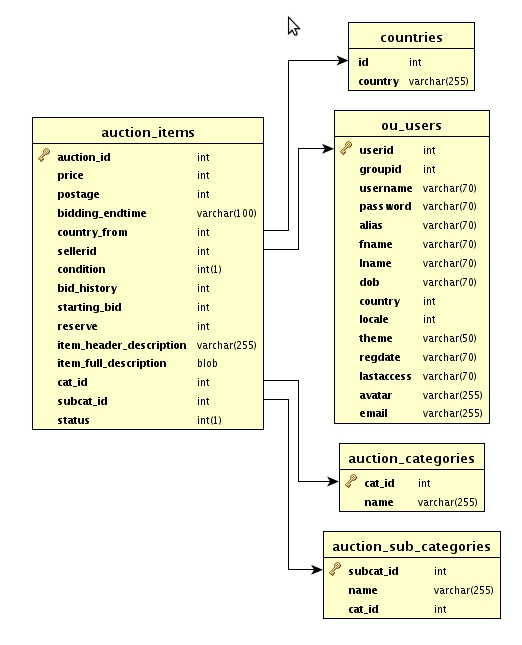 countries
id int
country varchar(255)
auction_items
auction_id int
price int
postage int
bidding_endtime varchar(100)
country_from int
sellerid int
condition int(1)
bid_history int
starting_bid int
reserve int
item_header_description varchar(255)
item_full_description blob
cat_id int
subcat_id int
status int(1)
ou_users
userid int
groupid int
username varchar(70)
password varchar(70)
alias varchar(70)
fname varchar(70)
lname varchar(70)
dob varchar(70)
country int
locale int
theme varchar(50)
regdate varchar(70)
lastaccess varchar(70)
avatar varchar(255)
email varchar(255)
auction_categories
cat_id int
name varchar(255)
auction_sub_categories
subcat_id int
name varchar(255)
cat_id int